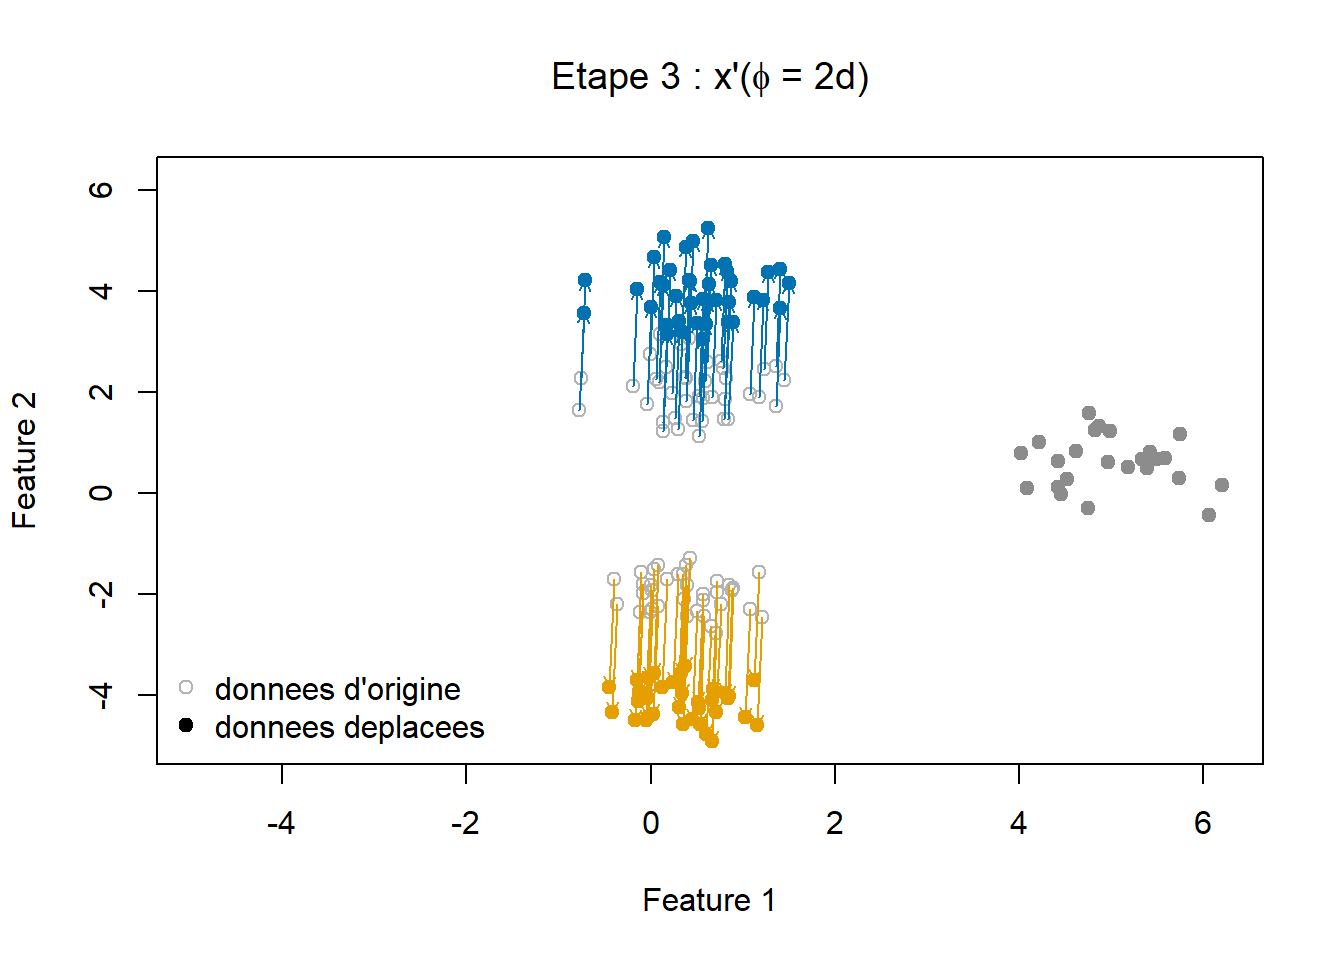 Etape 3 : x'(ϕ = 2d)
6
4
2
0
-2
-4
Feature 2
donnees d'origine
donnees deplacees
-4 -2 0 2 4 6
Feature 1